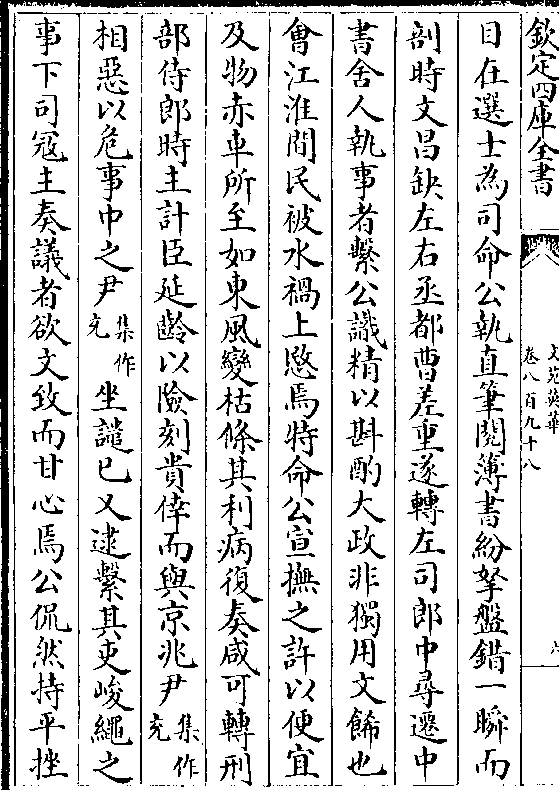 欽定四庫全書
文苑英華
卷八百九十八
目在選士為司命公執直筆閱簿書紛拏盤錯一瞬而
剖時文昌缺左右丞都曹差重遂轉左司郎中尋遷中
書舍人執事者繫公識精以斟酌大政非獨用文餙也
會江淮間民被水禍上愍焉特命公宣撫之許以便宜
及物赤車所至如東風變枯條其利病復奏咸可轉刑
部侍郎時主計臣延齡以險刻貴倖而與京兆尹集作充
相惡以危事中之尹集作充坐譴已又逮繫其吏峻繩之
事下司冦主奏議者欲文致而甘心焉公侃然持平挫